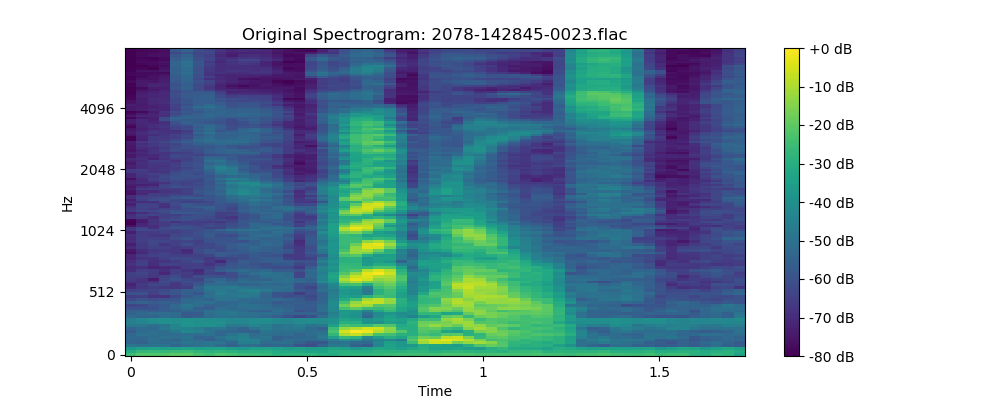 Original Spectrogram: 2078-142845-0023.flac
Hz
4096
2048
1024
512
0
0 0.5 1 1.5
Time
+0 dB
-10 dB
-20 dB
-30 dB
-40 dB
-50 dB
-60 dB
-70 dB
-80 dB